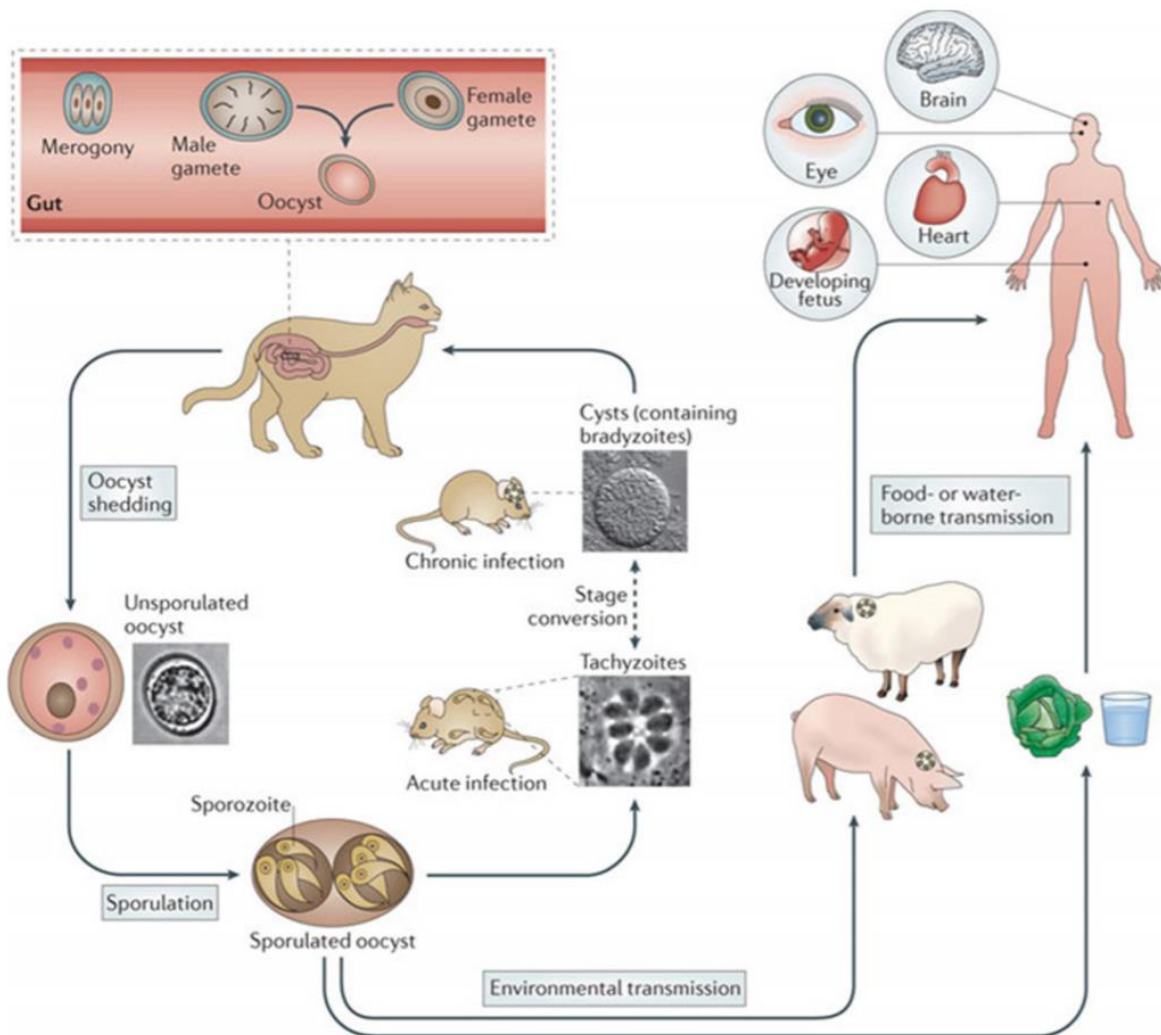 Merogony
Male
gamete
Female
gamete
Oocyst
Gut
Brain
Eye
Heart
Developing
fetus
Cysts (containing
bradyzoites)
Oocyst
shedding
Chronic infection
Food- or water-
borne transmission
Stage
conversion
Unsporulated
oocyst
Tachyzoites
Acute infection
Sporozoite
Sporulation
Sporulated oocyst
Environmental transmission